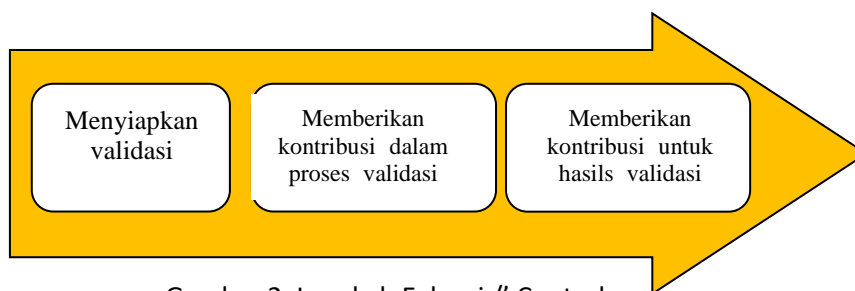 Menyiapkan
validasi
Memberikan
kontribusi dalam
proses validasi
Memberikan
kontribusi untuk
hasils validasi